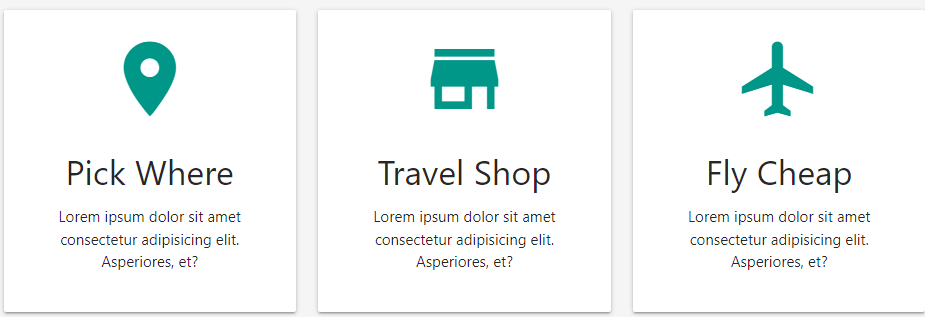 Pick Where
Lorem ipsum dolor sit amet
consectetur adipisicing elit.
Asperiores, et?
Travel Shop
Lorem ipsum dolor sit amet
consectetur adipisicing elit.
Asperiores, et?
Fly Cheap
Lorem ipsum dolor sit amet
consectetur adipisicing elit.
Asperiores, et?